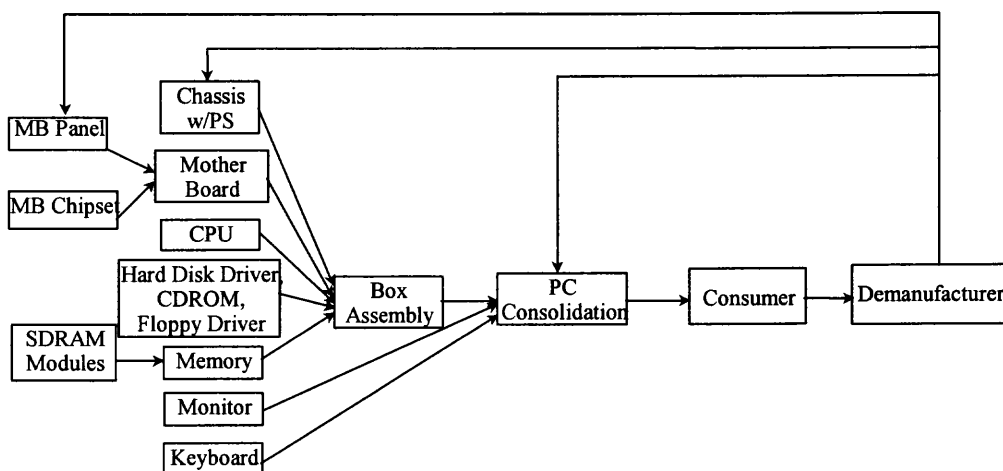 Chassis
w/PS
MB Panel
Mother
Board
MB Chipset
CPU
Hard Disk Driver,
CDROM,
Floppy Driver
Box
Assembly
PC
Consolidation
Consumer
Demanufacturer
SDRAM
Modules
Memory
Monitor
Keyboard